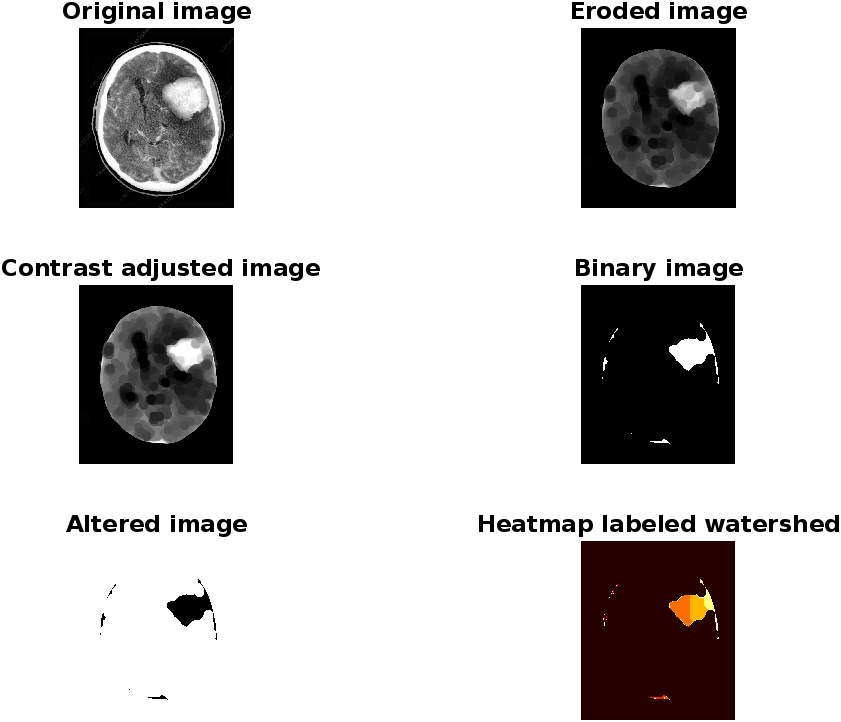 Original image
Eroded image
Contrast adjusted image
Binary image
Altered image
Heatmap labeled watershed